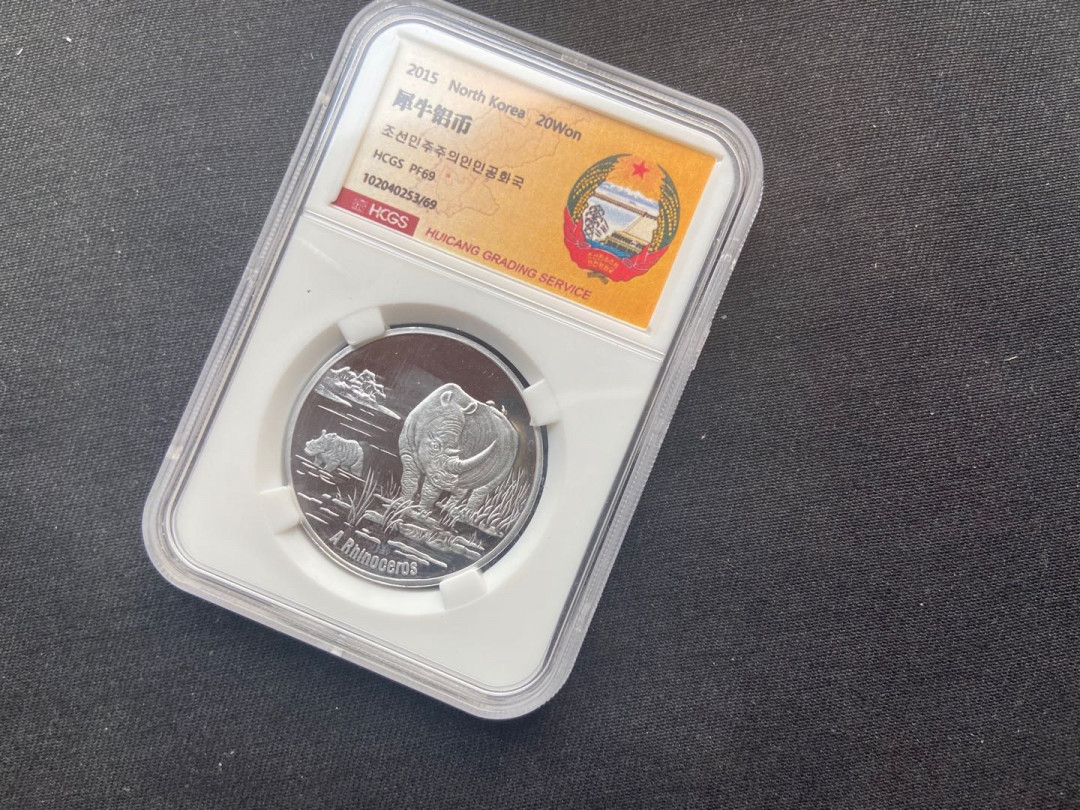 2015 North Korea 20Won
犀牛铝币
조선민주주의인민공화국
HCGS PF69
102040253/69
HCGS
HUICANG GRADING SERVICE
A Rhinoceros